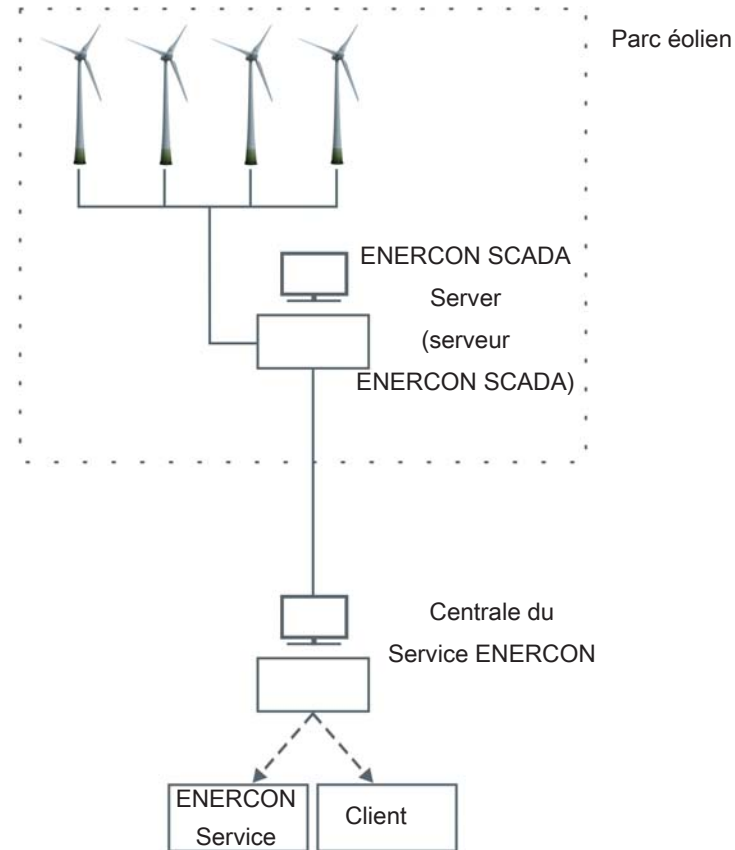 Parc éolien
ENERCON SCADA
Server
(serveur
ENERCON SCADA)
Centrale du
Service ENERCON
ENERCON
Service
Client